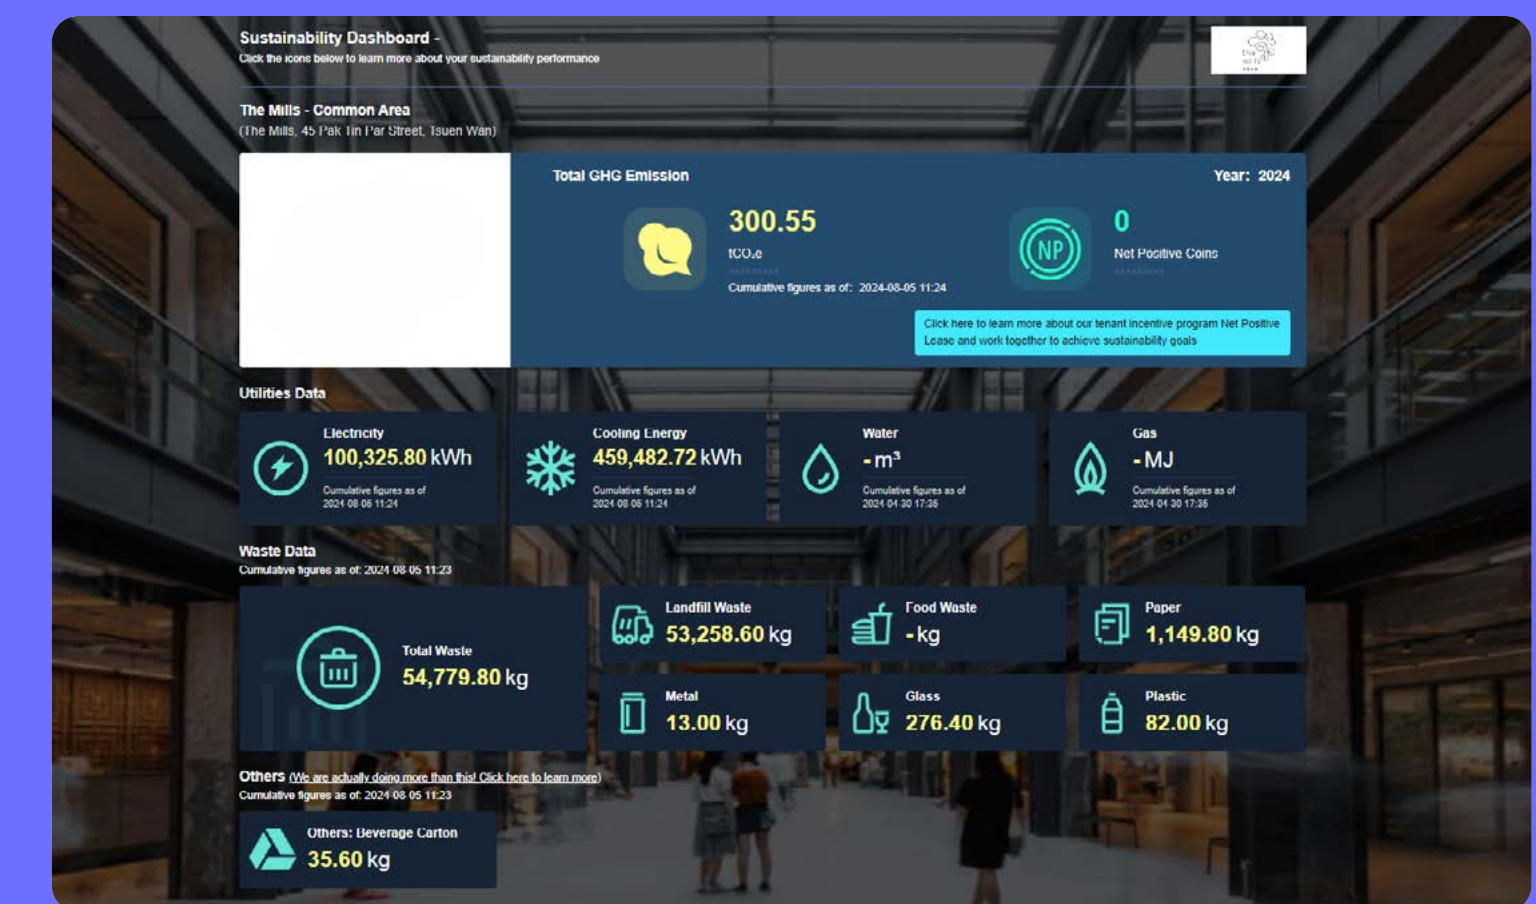 Sustainability Dashboard -
Click the icons below to learn more about your sustainability performance
The Mills - Common Area
(The Mills, 45 Pak Tin Par Street, Tsuen Wan)
Total GHG Emission
Year: 2024
300.55
tCO₂e
Cumulative figures as of: 2024-08-05 11:24
NP
0
Net Positive Coins
Click here to learn more about our tenant incentive program Net Positive
Lease and work together to achieve sustainability goals
Utilities Data
Electricity
100,325.80 kWh
Cumulative figures as of
2024-08-05 11:24
Cooling Energy
459,482.72 kWh
Cumulative figures as of
2024-08-05 11:24
Water
- m³
Cumulative figures as of
2024-04-30 17:35
Gas
- MJ
Cumulative figures as of
2024-04-30 17:35
Waste Data
Cumulative figures as of: 2024-08-05 11:23
Total Waste
54,779.80 kg
Landfill Waste
53,258.60 kg
Food Waste
- kg
Paper
1,149.80 kg
Metal
13.00 kg
Glass
276.40 kg
Plastic
82.00 kg
Others (We are actually doing more than this! Click here to learn more)
Cumulative figures as of: 2024-08-05 11:23
Others: Beverage Carton
35.60 kg